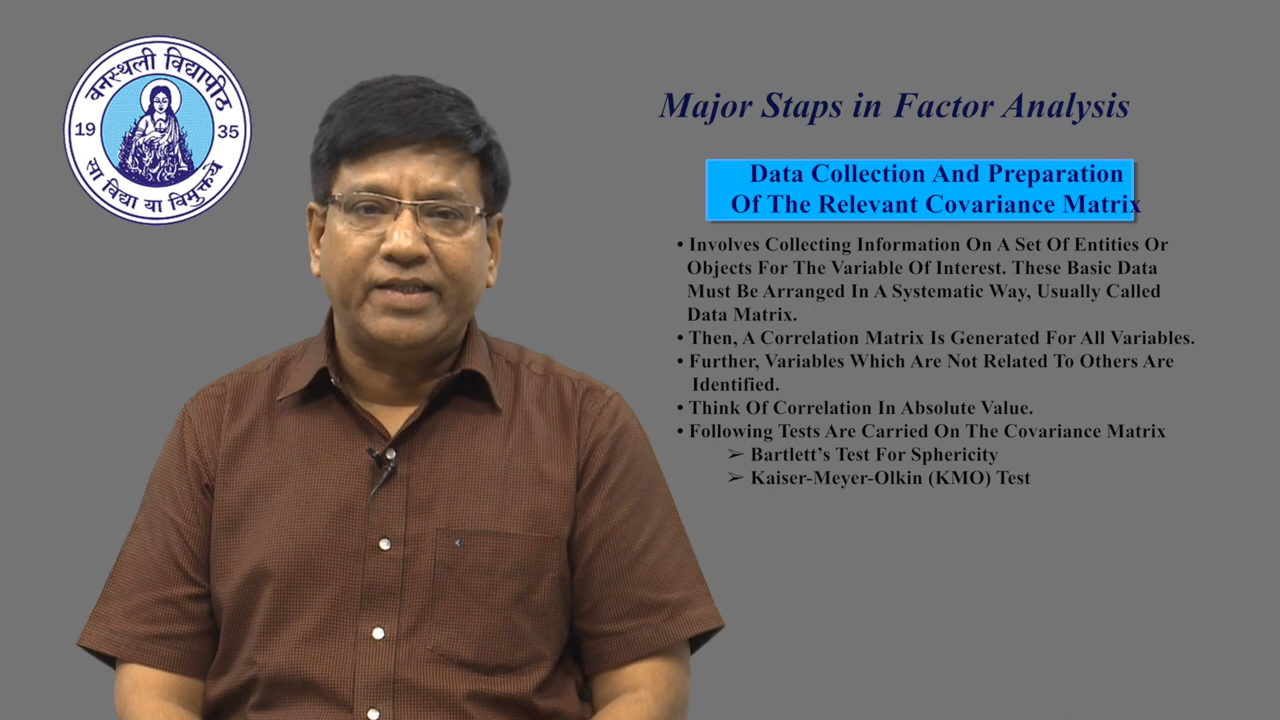 वनस्थली विद्यापीठ
19 35
सा विद्या या विमुक्तये
Major Staps in Factor Analysis
Data Collection And Preparation
Of The Relevant Covariance Matrix
• Involves Collecting Information On A Set Of Entities Or
Objects For The Variable Of Interest. These Basic Data
Must Be Arranged In A Systematic Way, Usually Called
Data Matrix.
• Then, A Correlation Matrix Is Generated For All Variables.
• Further, Variables Which Are Not Related To Others Are
Identified.
• Think Of Correlation In Absolute Value.
• Following Tests Are Carried On The Covariance Matrix
➢ Bartlett’s Test For Sphericity
➢ Kaiser-Meyer-Olkin (KMO) Test